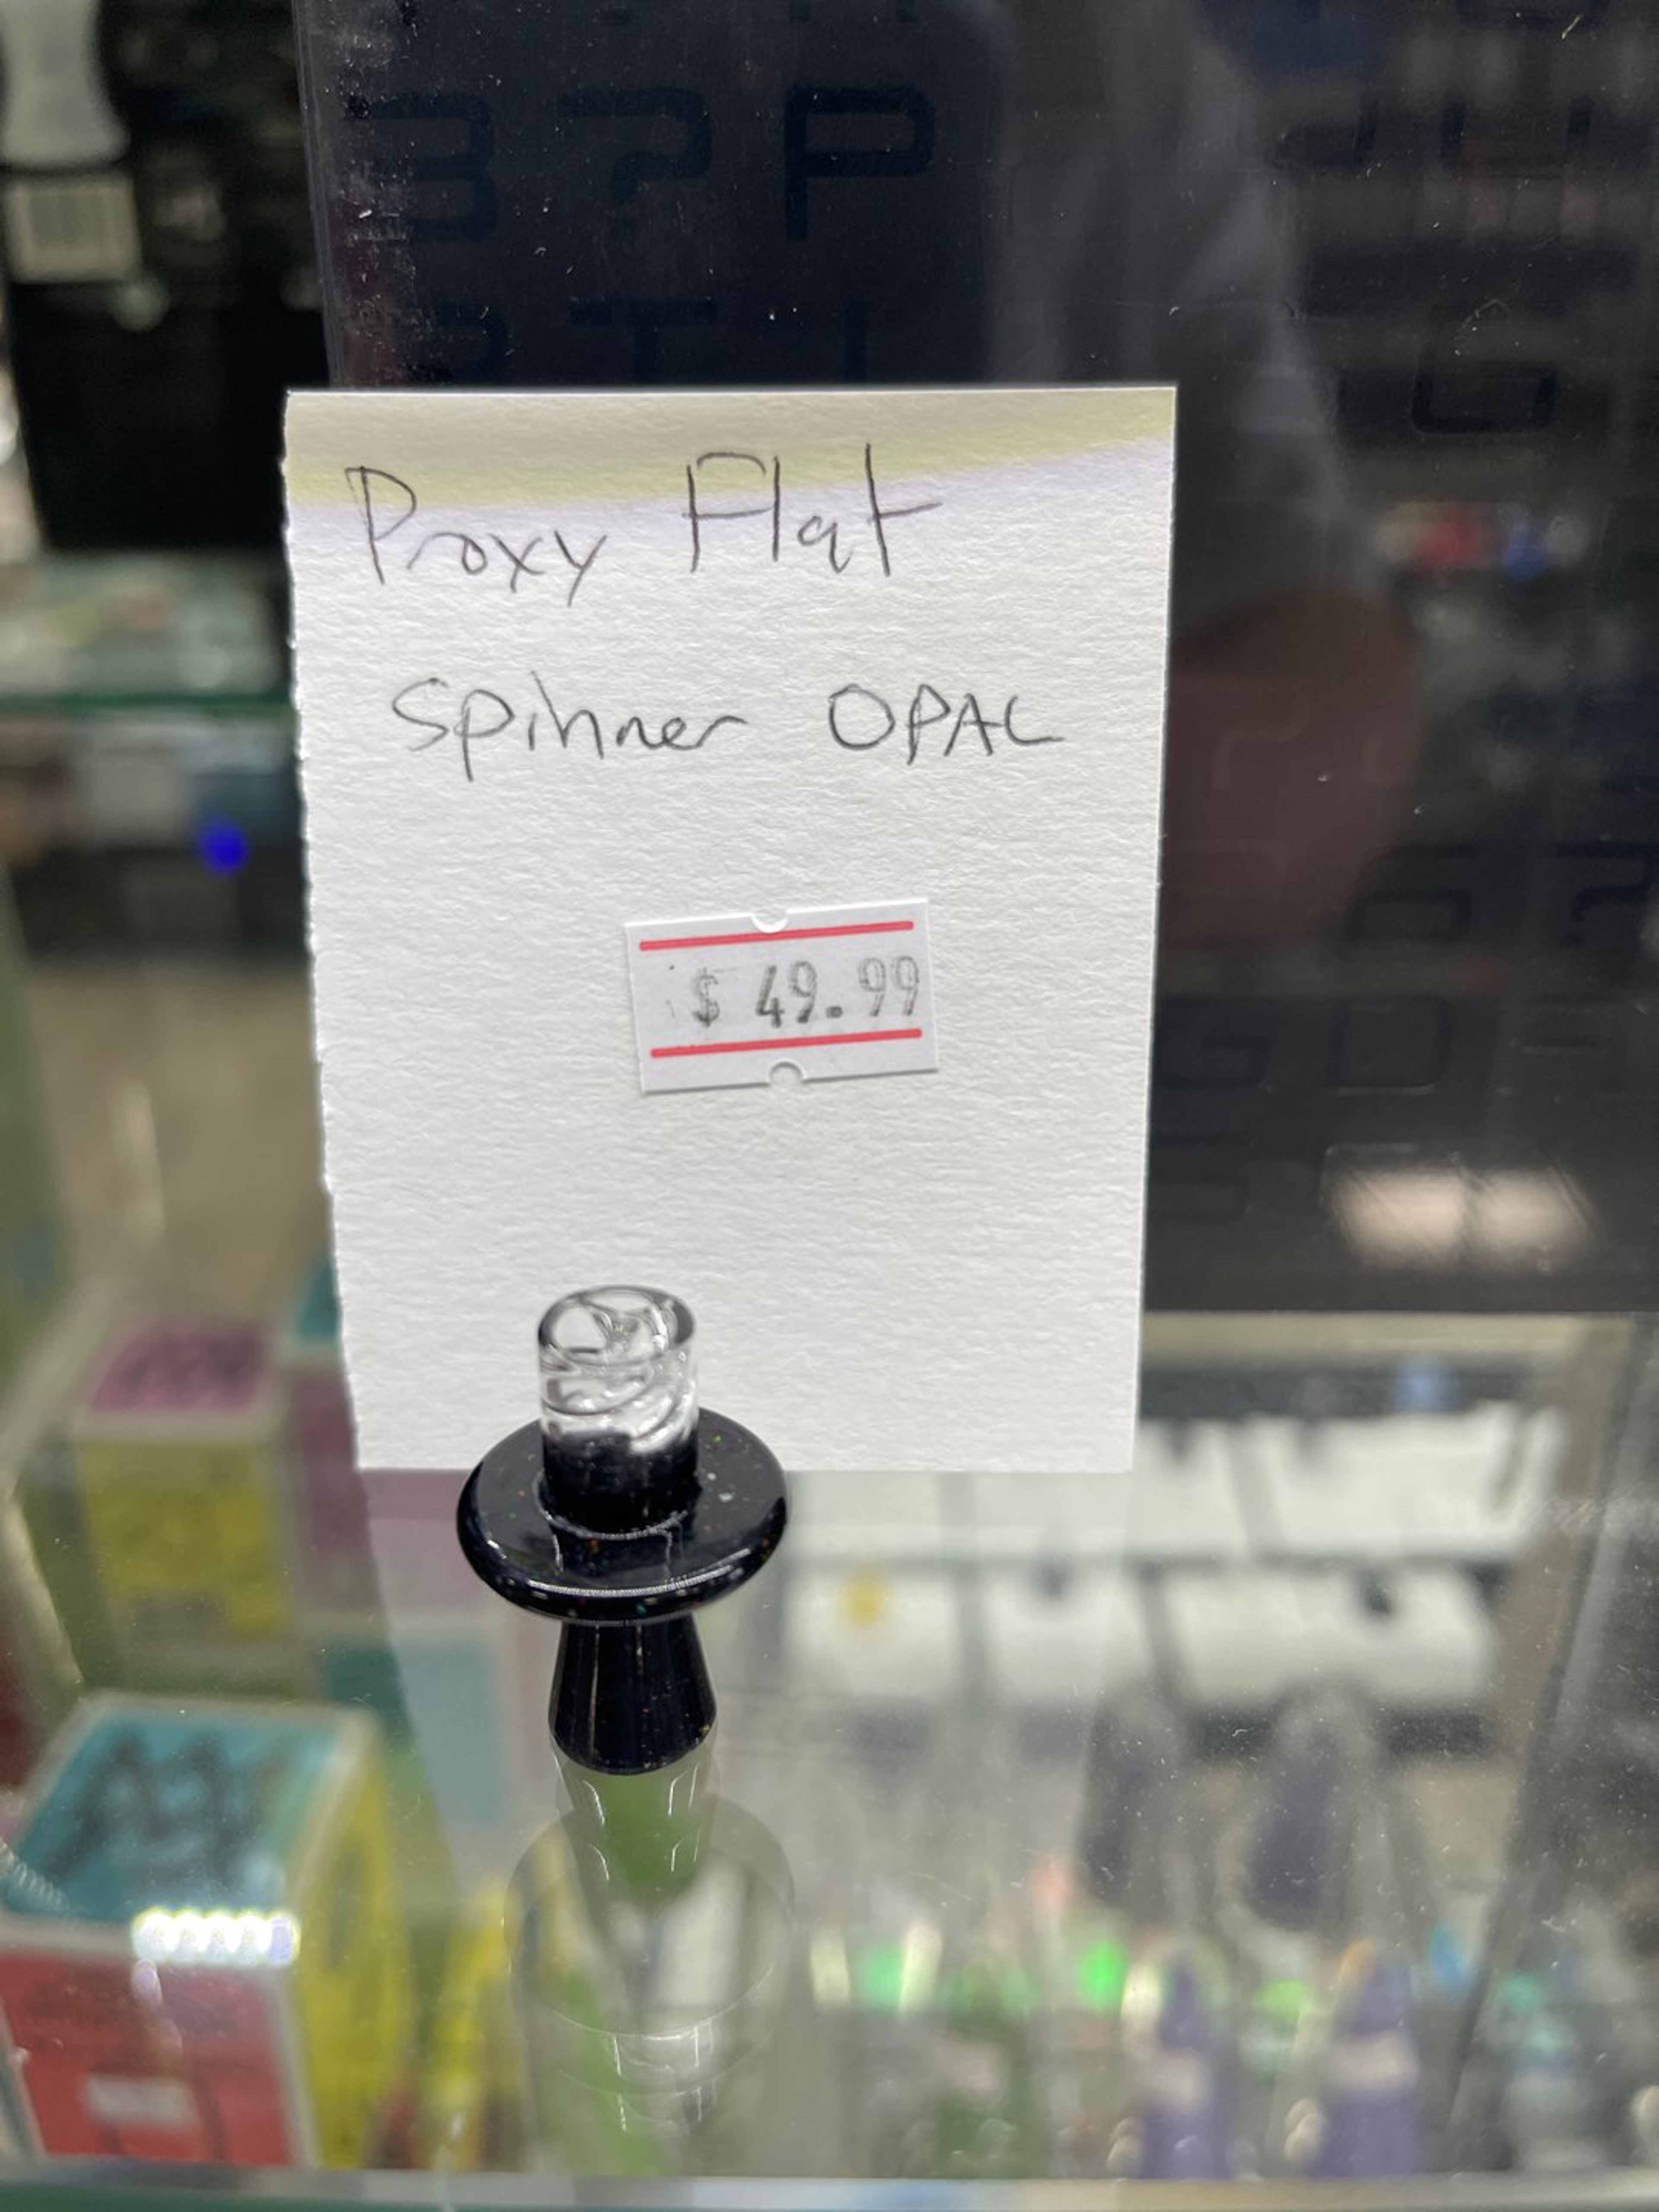 Proxy Flat
Spinner OPAL
$ 49.99